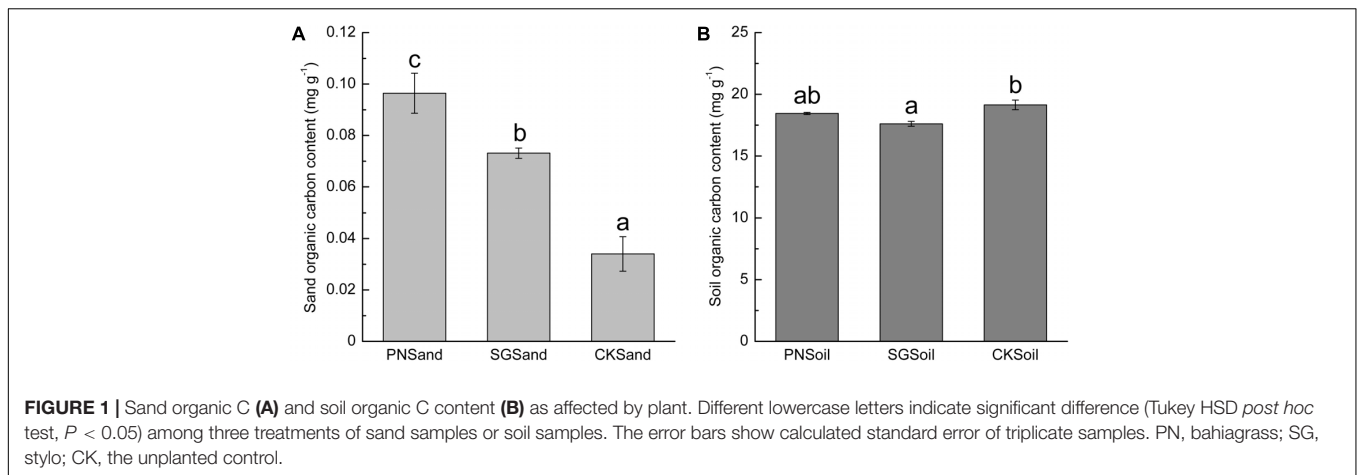 A
Sand organic carbon content (mg g⁻¹)
0.12
0.10
0.08
0.06
0.04
0.02
0
c
b
a
PNSand SGSand CKSand
B
Soil organic carbon content (mg g⁻¹)
25
20
15
10
5
0
ab
a
b
PNSoil SGSoil CKSoil
FIGURE 1 | Sand organic C (A) and soil organic C content (B) as affected by plant. Different lowercase letters indicate significant difference (Tukey HSD post hoc
test, P < 0.05) among three treatments of sand samples or soil samples. The error bars show calculated standard error of triplicate samples. PN, bahiagrass; SG,
stylo; CK, the unplanted control.